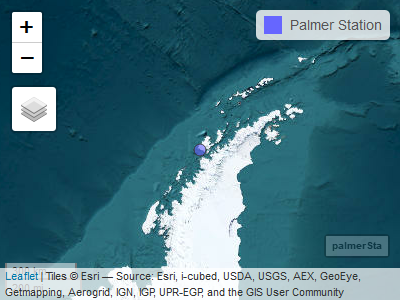 +
Palmer Station
−
palmerSta
Leaflet | Tiles © Esri — Source: Esri, i-cubed, USDA, USGS, AEX, GeoEye,
Getmapping, Aerogrid, IGN, IGP, UPR-EGP, and the GIS User Community